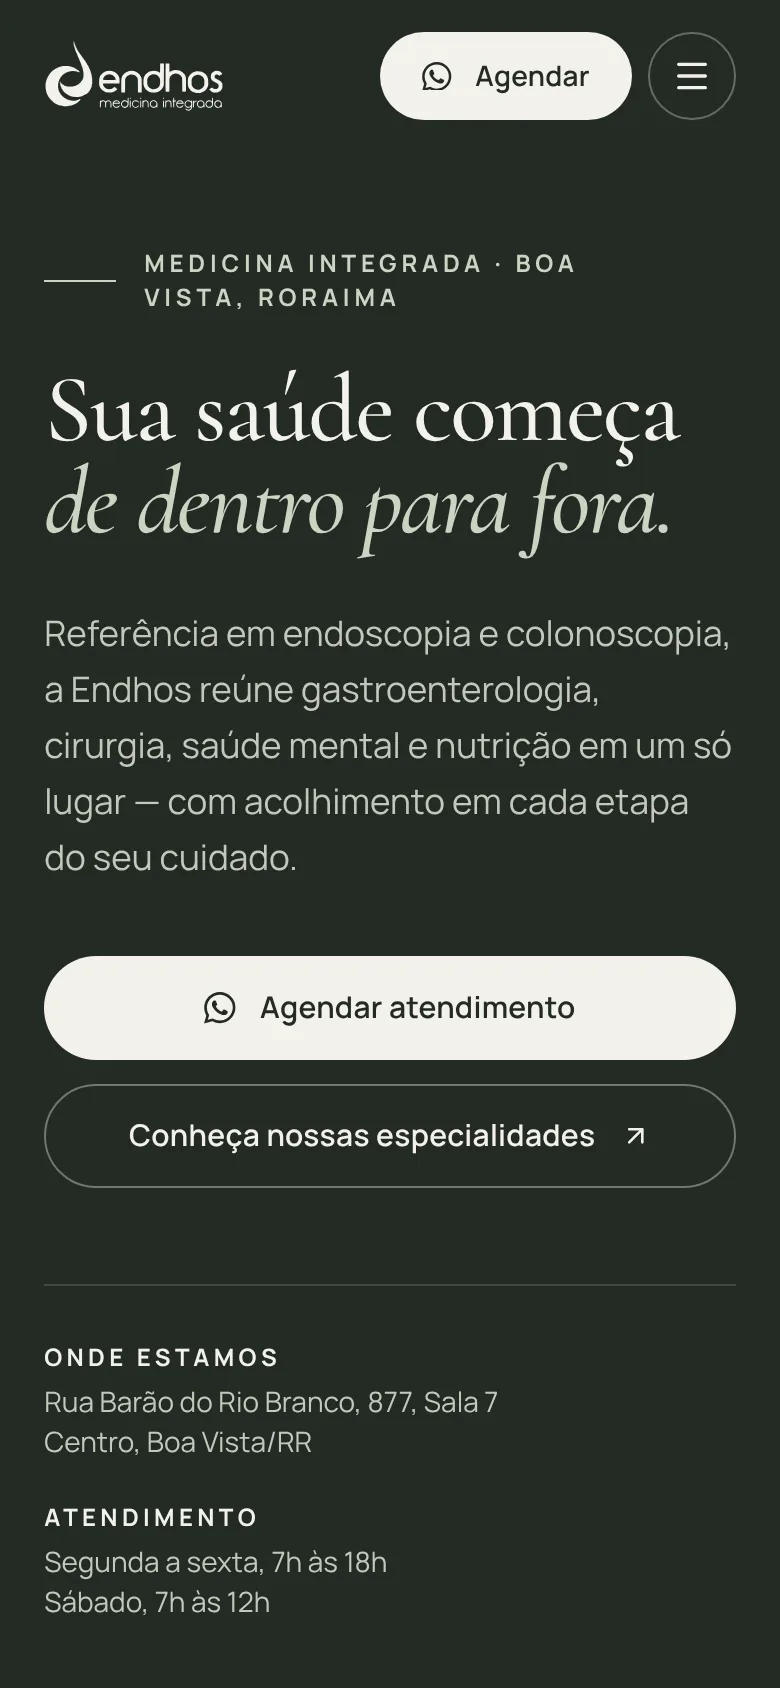 endhos
medicina integrada
Agendar
MEDICINA INTEGRADA · BOA
VISTA, RORAIMA
Sua saúde começa
de dentro para fora.
Referência em endoscopia e colonoscopia,
a Endhos reúne gastroenterologia,
cirurgia, saúde mental e nutrição em um só
lugar — com acolhimento em cada etapa
do seu cuidado.
Agendar atendimento
Conheça nossas especialidades
ONDE ESTAMOS
Rua Barão do Rio Branco, 877, Sala 7
Centro, Boa Vista/RR
ATENDIMENTO
Segunda a sexta, 7h às 18h
Sábado, 7h às 12h